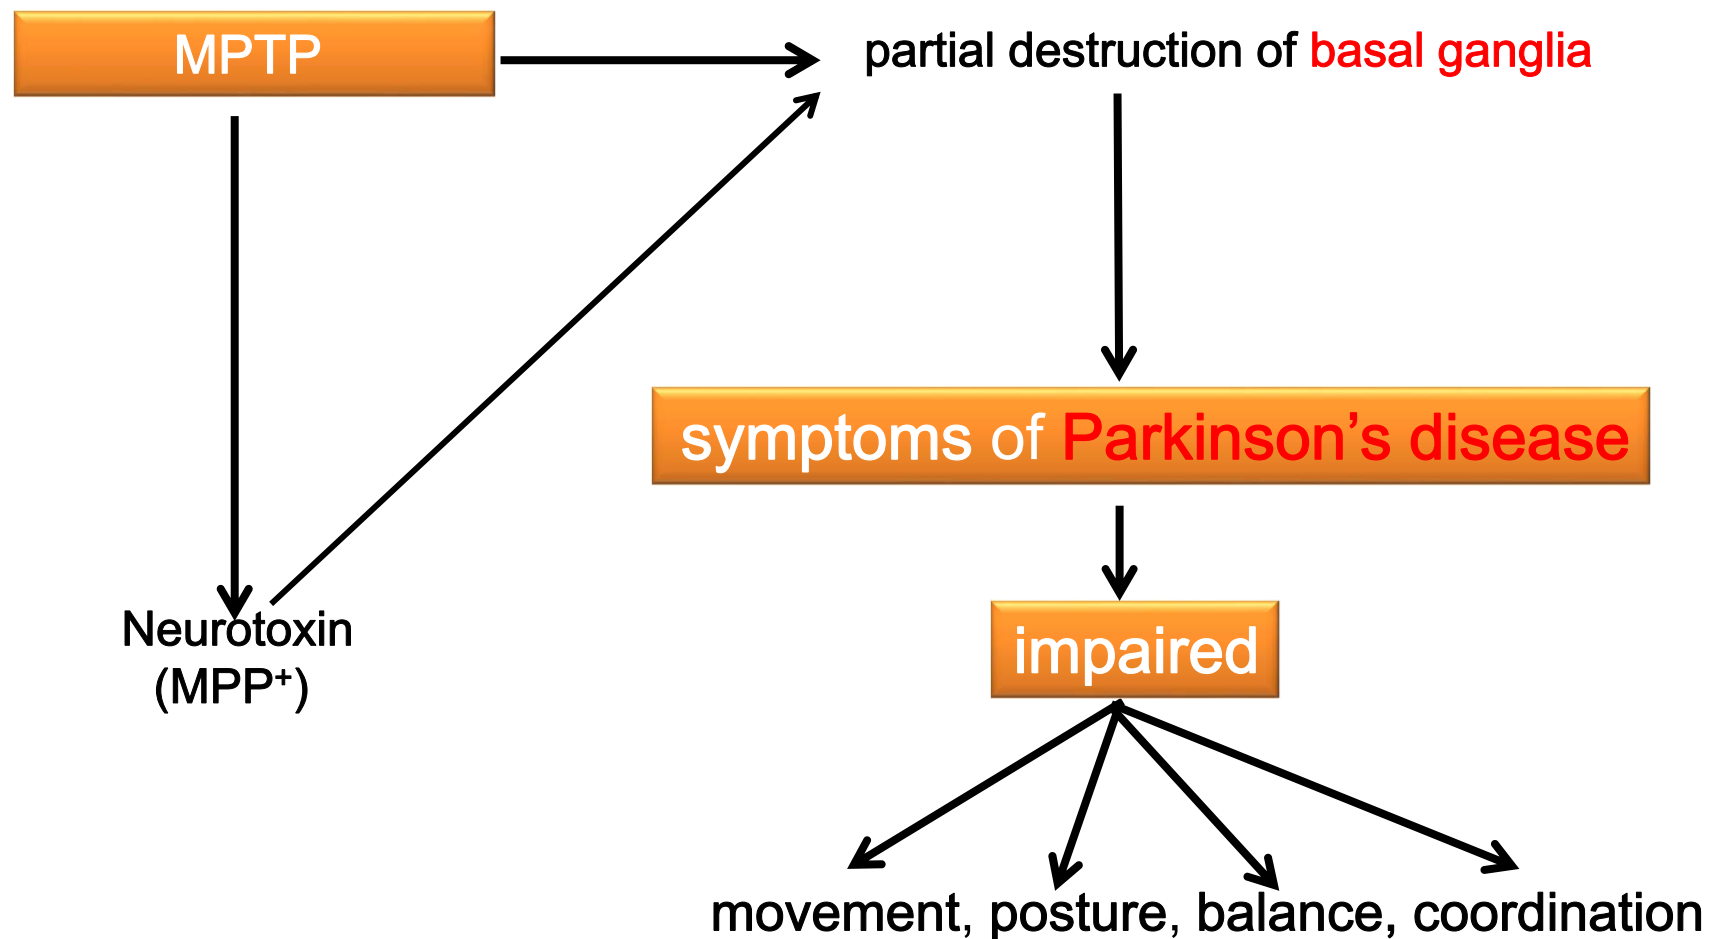 MPTP
partial destruction of basal ganglia
symptoms of Parkinson’s disease
Neurotoxin
(MPP⁺)
impaired
movement, posture, balance, coordination